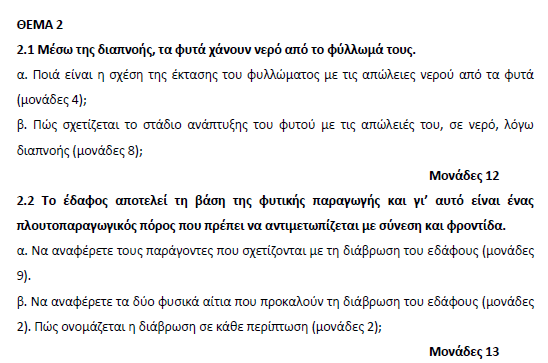 ΘΕΜΑ 2
2.1 Μέσω της διαπνοής, τα φυτά χάνουν νερό από το φύλλωμά τους.
α. Ποιά είναι η σχέση της έκτασης του φυλλώματος με τις απώλειες νερού από τα φυτά
(μονάδες 4);
β. Πώς σχετίζεται το στάδιο ανάπτυξης του φυτού με τις απώλειές του, σε νερό, λόγω
διαπνοής (μονάδες 8);
Μονάδες 12
2.2 Το έδαφος αποτελεί τη βάση της φυτικής παραγωγής και γι’ αυτό είναι ένας
πλουτοπαραγωγικός πόρος που πρέπει να αντιμετωπίζεται με σύνεση και φροντίδα.
α. Να αναφέρετε τους παράγοντες που σχετίζονται με τη διάβρωση του εδάφους (μονάδες
9).
β. Να αναφέρετε τα δύο φυσικά αίτια που προκαλούν τη διάβρωση του εδάφους (μονάδες
2). Πώς ονομάζεται η διάβρωση σε κάθε περίπτωση (μονάδες 2);
Μονάδες 13